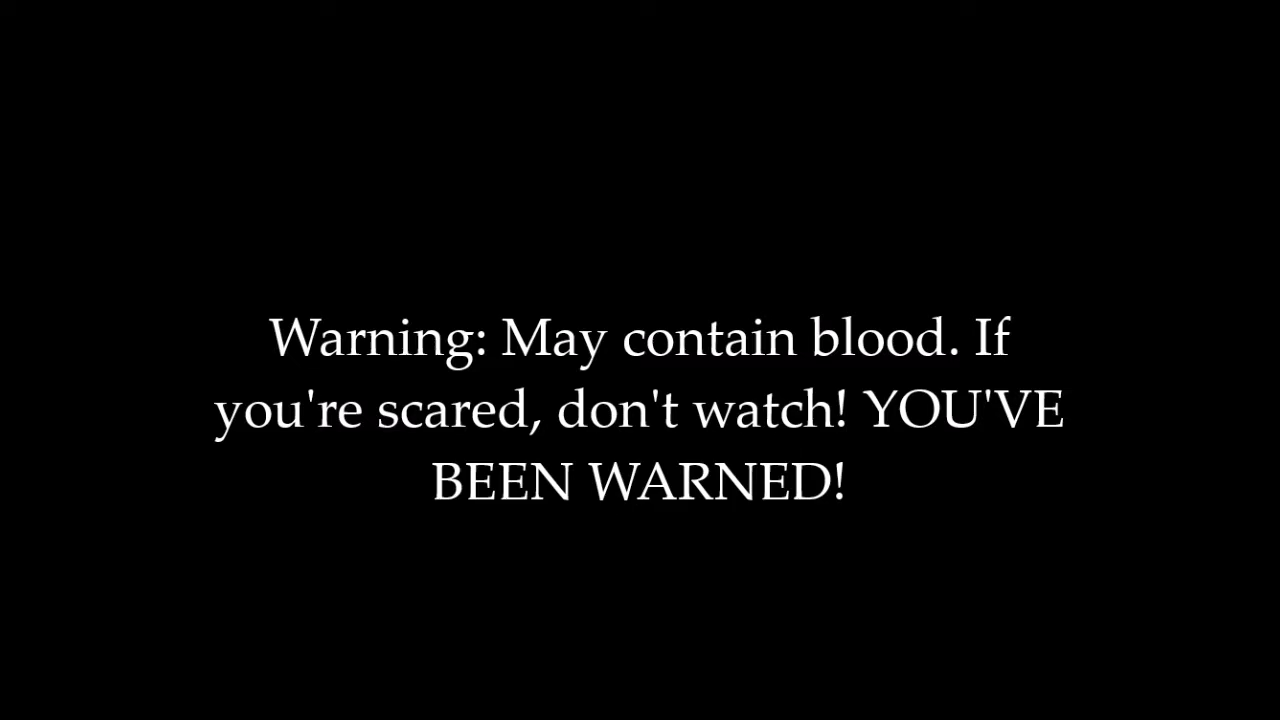 Warning: May contain blood. If
you're scared, don't watch! YOU'VE
BEEN WARNED!